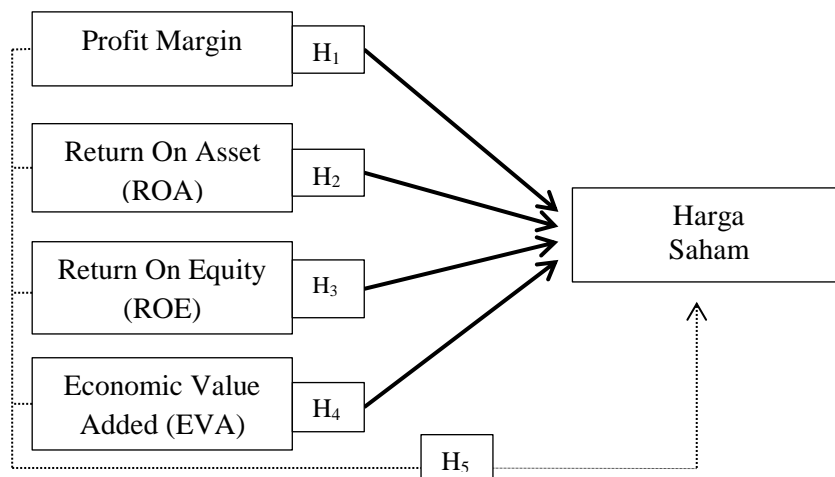 Profit Margin
H₁
Return On Asset
(ROA)
H₂
Return On Equity
(ROE)
H₃
Economic Value
Added (EVA)
H₄
H₅
Harga
Saham